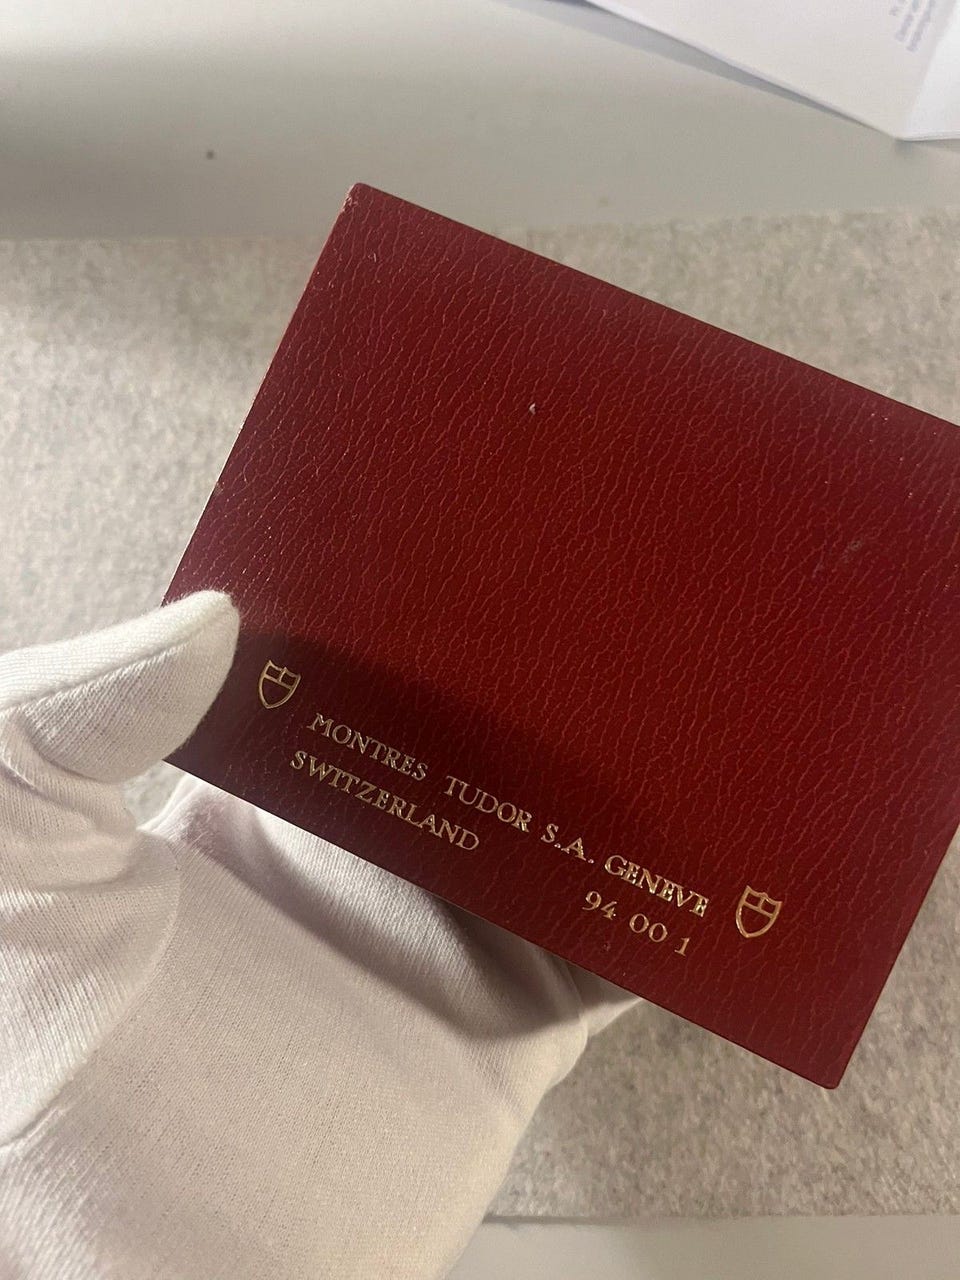 MONTRES TUDOR S.A. GENEVE
SWITZERLAND
94 00 1